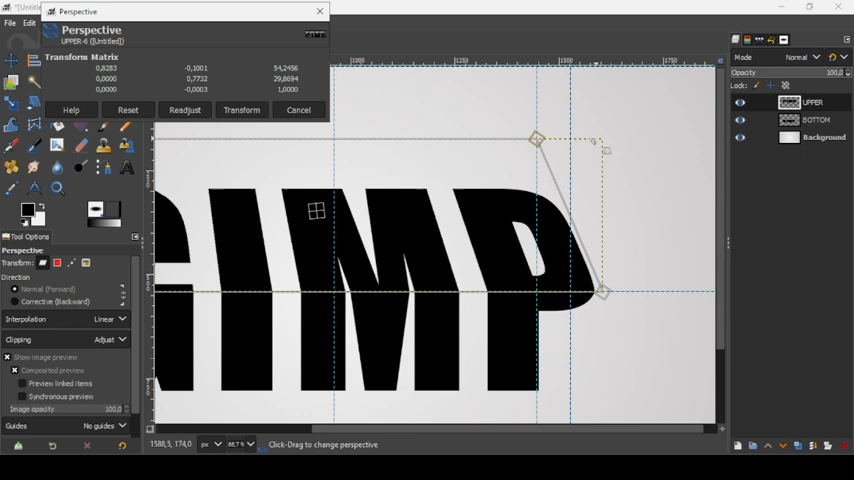 *[Untitle
Perspective
File Edit
Perspective
UPPER-6 ([Untitled])
Transform Matrix
0,8283 -0,1001 54,2456
0,0000 0,7732 29,8694
0,0000 -0,0003 1,0000
Help Reset Readjust Transform Cancel
1000 1250 1500 1750
Mode Normal
Opacity 100,0
Lock:
UPPER
BOTTOM
Background
GIMP
Tool Options
Perspective
Transform:
Direction
Normal (Forward)
Corrective (Backward)
Interpolation Linear
Clipping Adjust
Show image preview
Composited preview
Preview linked items
Synchronous preview
Image opacity 100,0
Guides No guides
1588,5, 174,0 px 66,7 % Click-Drag to change perspective